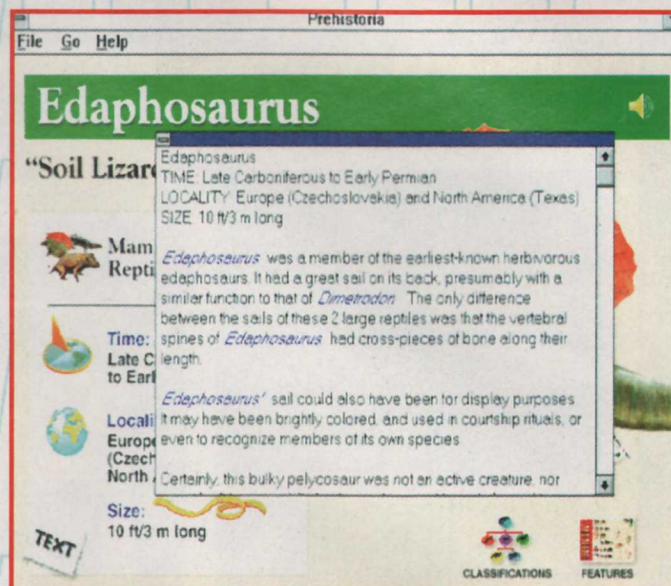 Prehistoria
File Go Help
Edaphosaurus
"Soil Lizar
Edaphosaurus
TIME: Late Carboniferous to Early Permian
LOCALITY: Europe (Czechoslovakia) and North America (Texas)
SIZE: 10 ft/3 m long
Edaphosaurus was a member of the earliest-known herbivorous
edaphosaurs. It had a great sail on its back, presumably with a
similar function to that of Dimetrodon. The only difference
between the sails of these 2 large reptiles was that the vertebral
spines of Edaphosaurus had cross-pieces of bone along their
length.
Edaphosaurus' sail could also have been for display purposes.
It may have been brightly colored, and used in courtship rituals, or
even to recognize members of its own species.
Certainly, this bulky pelycosaur was not an active creature, nor
Mam
Repti
Time:
Late C
to Earl
Locali
Europe
(Czech
North
Size:
10 ft/3 m long
TEXT
CLASSIFICATIONS
FEATURES